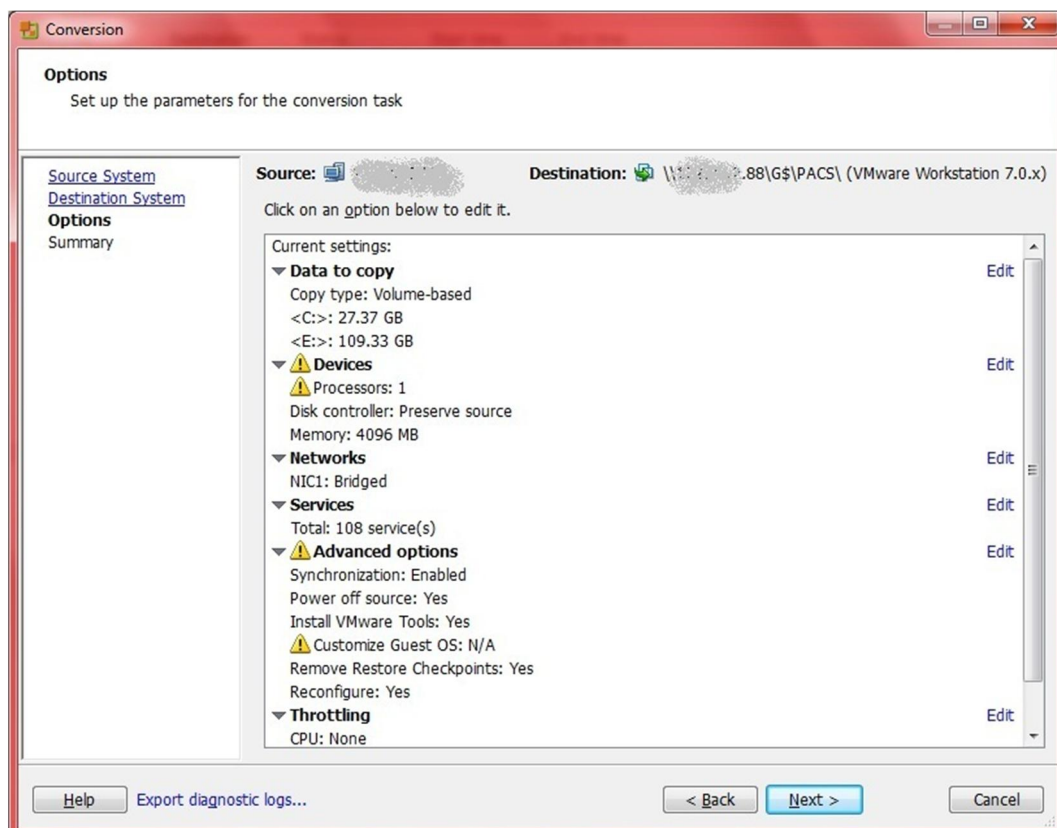 Conversion
Options
Set up the parameters for the conversion task
Source System
Destination System
Options
Summary
Source:
Destination: .88\G$\PACS\ (VMware Workstation 7.0.x)
Click on an option below to edit it.
Current settings:
Data to copy Edit
Copy type: Volume-based
<C:>: 27.37 GB
<E:>: 109.33 GB
Devices Edit
Processors: 1
Disk controller: Preserve source
Memory: 4096 MB
Networks Edit
NIC1: Bridged
Services Edit
Total: 108 service(s)
Advanced options Edit
Synchronization: Enabled
Power off source: Yes
Install VMware Tools: Yes
Customize Guest OS: N/A
Remove Restore Checkpoints: Yes
Reconfigure: Yes
Throttling Edit
CPU: None
Help Export diagnostic logs... < Back Next > Cancel